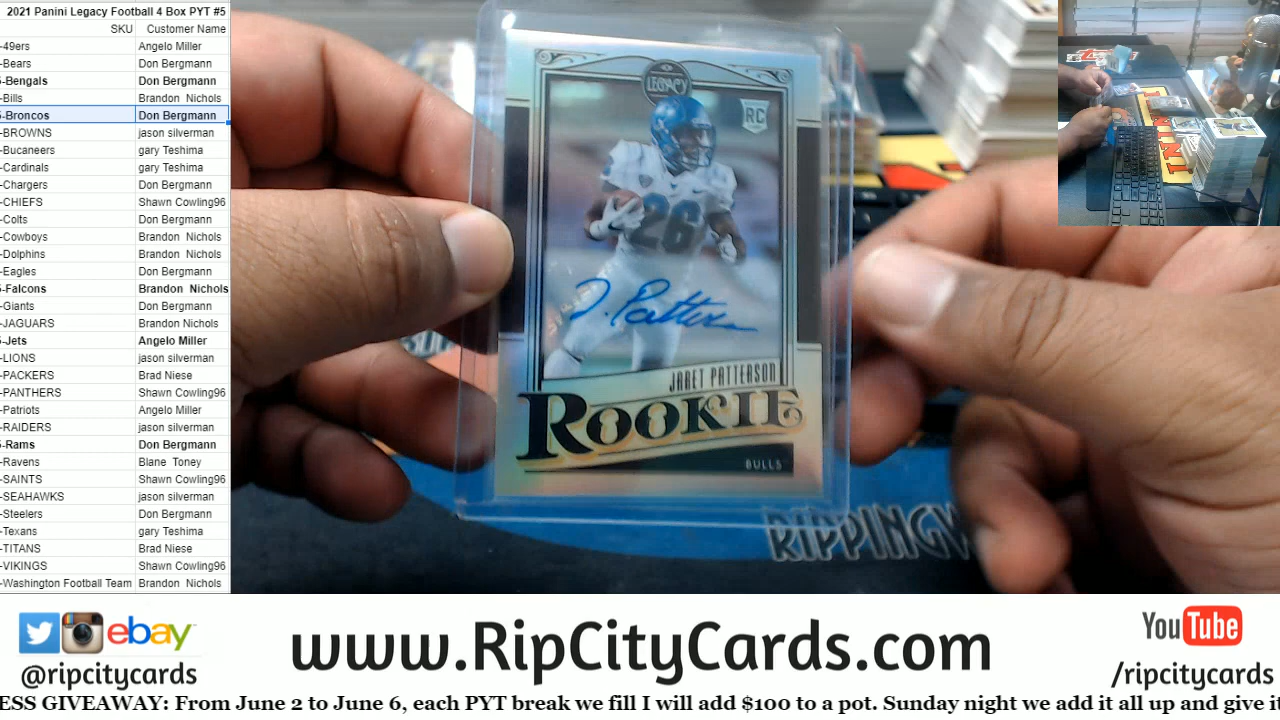 2021 Panini Legacy Football 4 Box PYT #5
SKU Customer Name
-49ers Angelo Miller
-Bears Don Bergmann
-Bengals Don Bergmann
-Bills Brandon Nichols
-Broncos Don Bergmann
-BROWNS jason silverman
-Bucaneers gary Teshima
-Cardinals gary Teshima
-Chargers Don Bergmann
-CHIEFS Shawn Cowling96
-Colts Don Bergmann
-Cowboys Brandon Nichols
-Dolphins Brandon Nichols
-Eagles Don Bergmann
-Falcons Brandon Nichols
-Giants Don Bergmann
-JAGUARS Brandon Nichols
-Jets Angelo Miller
-LIONS jason silverman
-PACKERS Brad Niese
-PANTHERS Shawn Cowling96
-Patriots Angelo Miller
-RAIDERS jason silverman
-Rams Don Bergmann
-Ravens Blane Toney
-SAINTS Shawn Cowling96
-SEAHAWKS jason silverman
-Steelers Don Bergmann
-Texans gary Teshima
-TITANS Brad Niese
-VIKINGS Shawn Cowling96
-Washington Football Team Brandon Nichols
LEGACY
RC
26
J. Patterson
JARET PATTERSON
ROOKIE
BULLS
RIPPINGW
ebay
@ripcitycards
www.RipCityCards.com
YouTube
/ripcitycards
ESS GIVEAWAY: From June 2 to June 6, each PYT break we fill I will add $100 to a pot. Sunday night we add it all up and give it